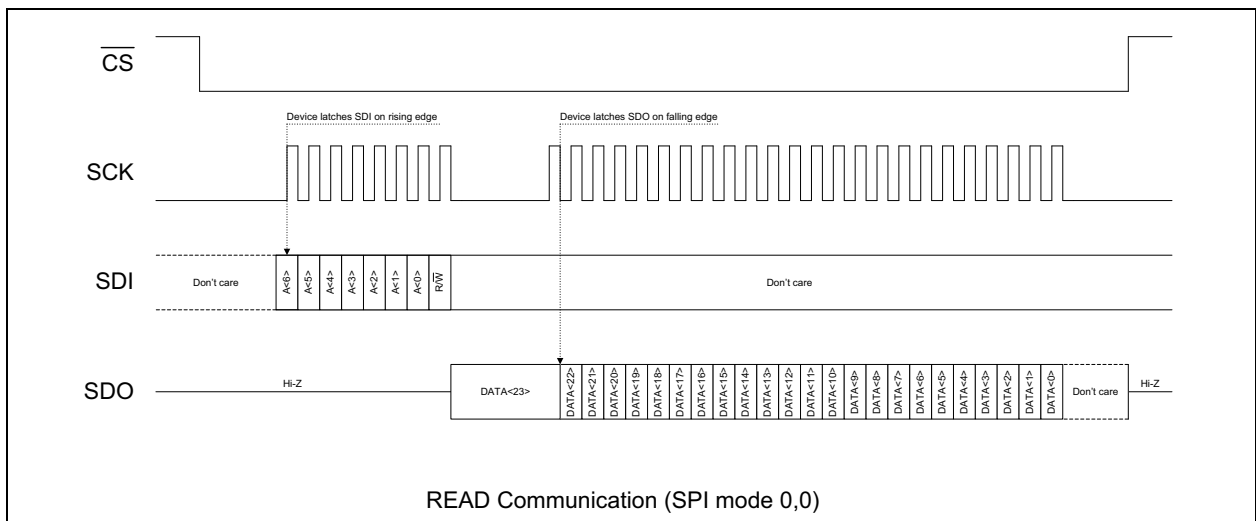 CS
Device latches SDI on rising edge
Device latches SDO on falling edge
SCK
SDI
Don't care
A<6>
A<5>
A<4>
A<3>
A<2>
A<1>
A<0>
R/W
Don't care
SDO
Hi-Z
DATA<23>
DATA<22>
DATA<21>
DATA<20>
DATA<19>
DATA<18>
DATA<17>
DATA<16>
DATA<15>
DATA<14>
DATA<13>
DATA<12>
DATA<11>
DATA<10>
DATA<9>
DATA<8>
DATA<7>
DATA<6>
DATA<5>
DATA<4>
DATA<3>
DATA<2>
DATA<1>
DATA<0>
Don't care
Hi-Z
READ Communication (SPI mode 0,0)